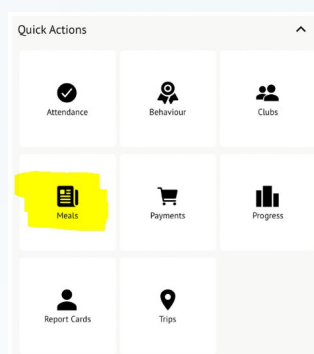 Quick Actions
Attendance
Behaviour
Clubs
Meals
Payments
Progress
Report Cards
Trips